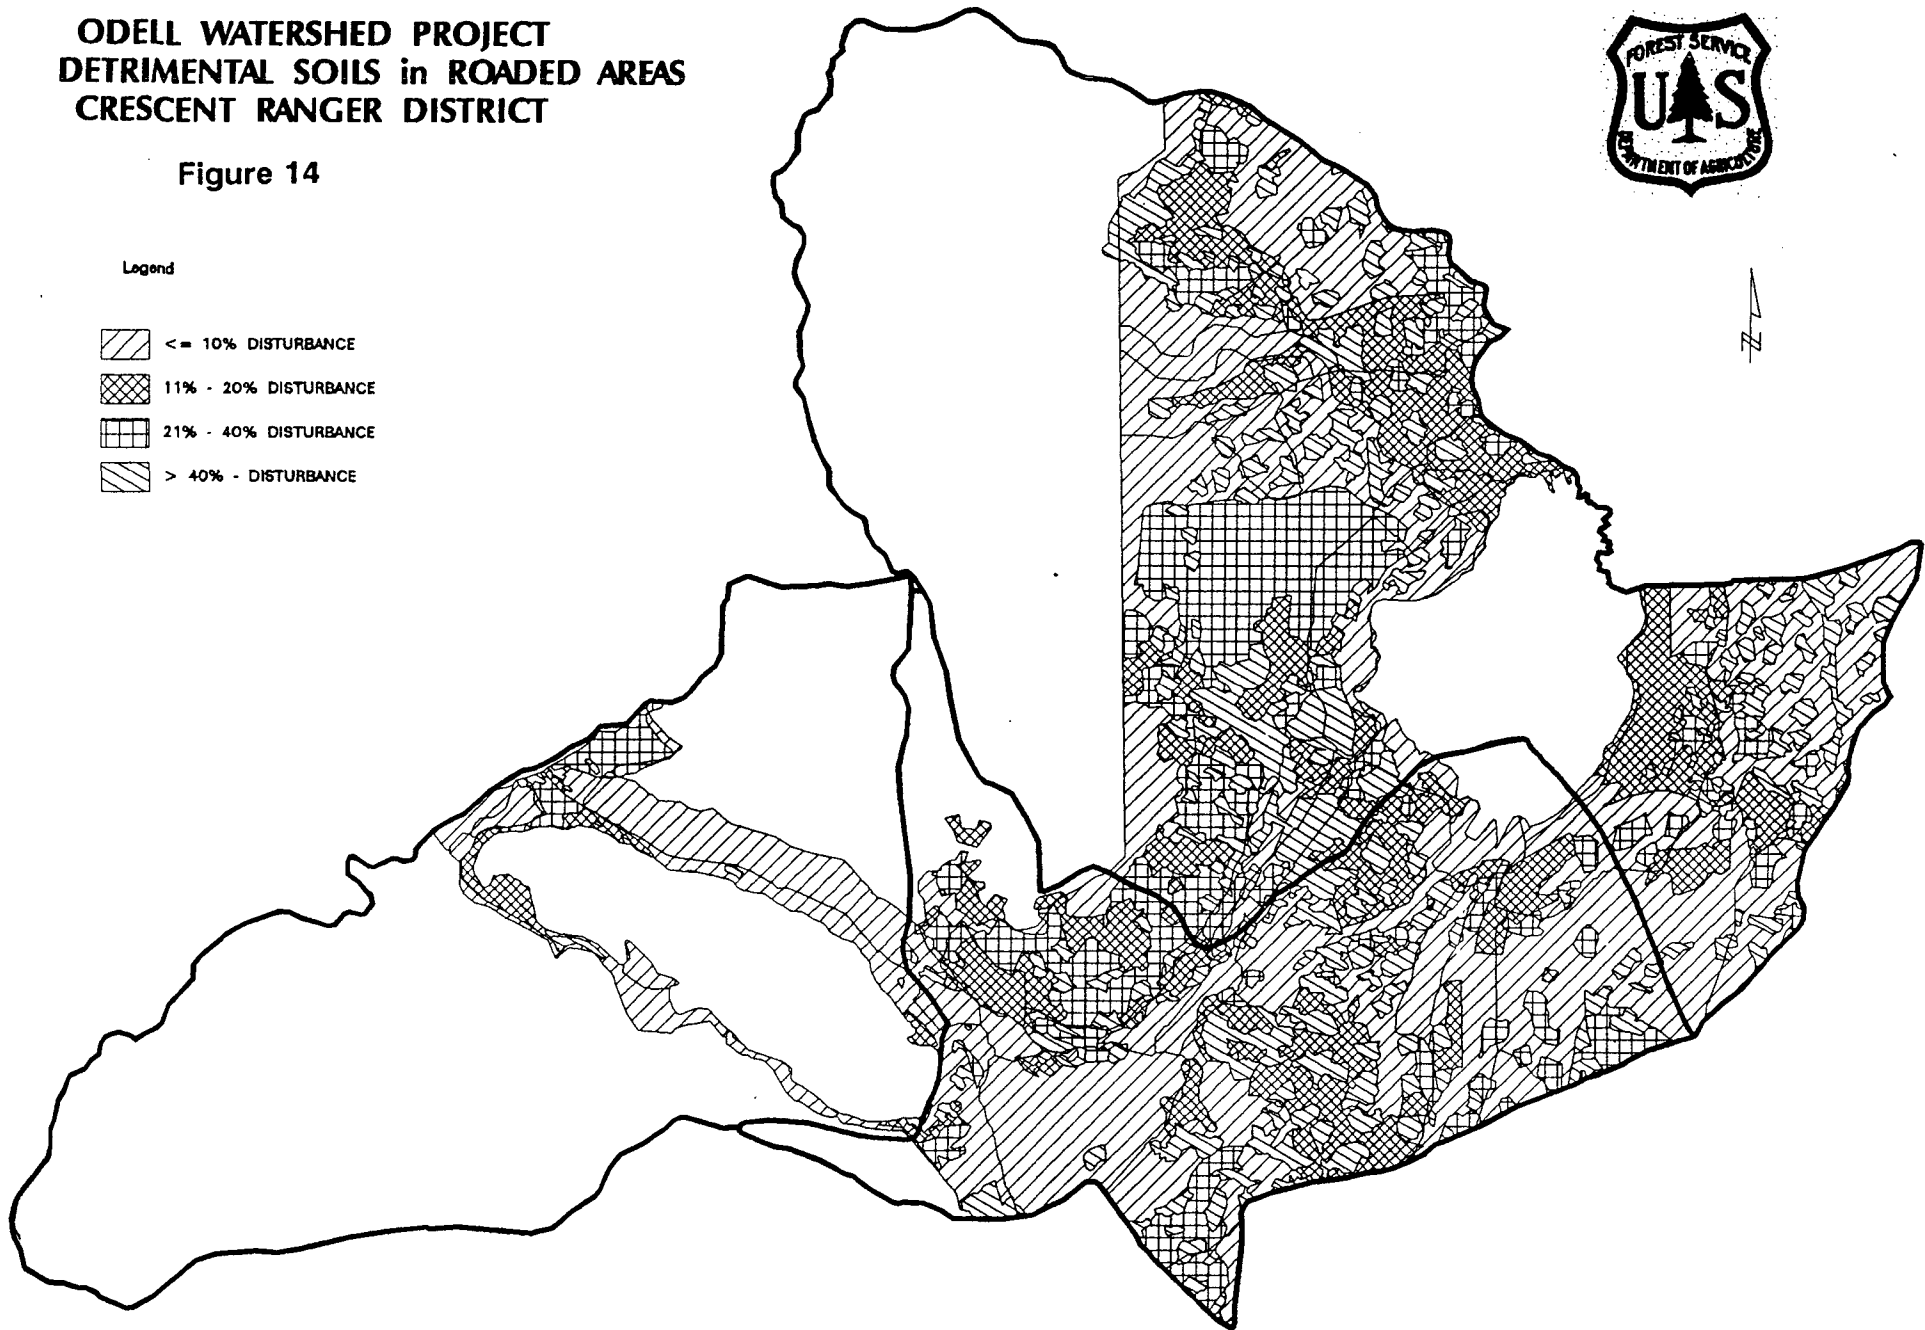 ODELL WATERSHED PROJECT
DETRIMENTAL SOILS in ROADED AREAS
CRESCENT RANGER DISTRICT
Figure 14
FOREST SERVICE
U S
DEPARTMENT OF AGRICULTURE
Legend
<= 10% DISTURBANCE
11% - 20% DISTURBANCE
21% - 40% DISTURBANCE
> 40% - DISTURBANCE
N